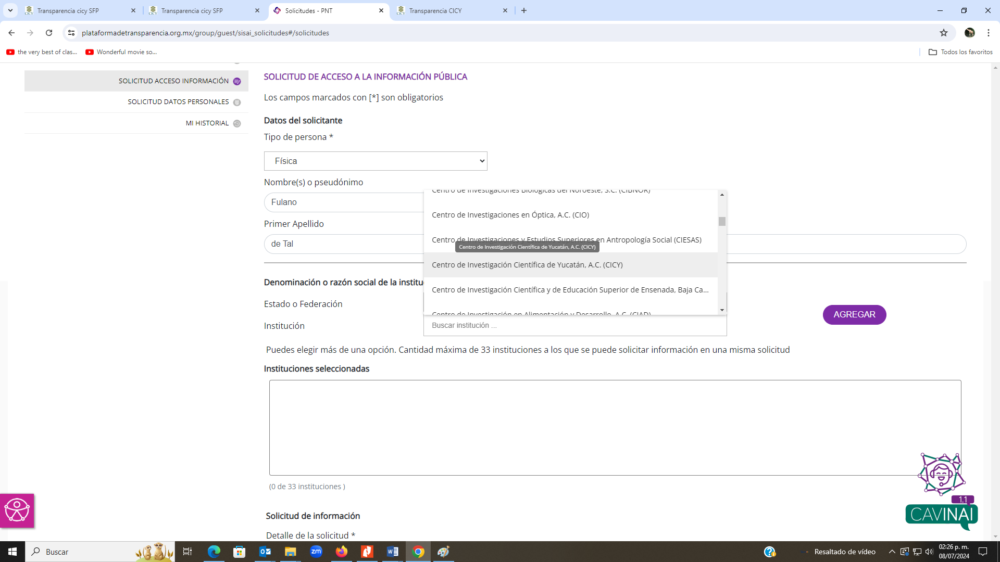 Transparencia cicy SFP
Transparencia cicy SFP
Solicitudes - PNT
Transparencia CICY
plataformadetransparencia.org.mx/group/guest/sisai_solicitudes#/solicitudes
the very best of clas...
Wonderful movie so...
Todos los favoritos
SOLICITUD ACCESO INFORMACIÓN
SOLICITUD DATOS PERSONALES
MI HISTORIAL
SOLICITUD DE ACCESO A LA INFORMACIÓN PÚBLICA
Los campos marcados con [*] son obligatorios
Datos del solicitante
Tipo de persona *
Física
Nombre(s) o pseudónimo
Fulano
Primer Apellido
de Tal
Centro de Investigaciones Biológicas del Noroeste, S.C. (CIBNOR)
Centro de Investigaciones en Óptica, A.C. (CIO)
Centro de Investigaciones y Estudios Superiores en Antropología Social (CIESAS)
Centro de Investigación Científica de Yucatán, A.C. (CICY)
Centro de Investigación Científica de Yucatán, A.C. (CICY)
Centro de Investigación Científica y de Educación Superior de Ensenada, Baja Ca...
Centro de Investigación en Alimentación y Desarrollo, A.C. (CIAD)
Denominación o razón social de la institu
Estado o Federación
Institución
Buscar institución ...
AGREGAR
Puedes elegir más de una opción. Cantidad máxima de 33 instituciones a los que se puede solicitar información en una misma solicitud
Instituciones seleccionadas
(0 de 33 instituciones )
Solicitud de información
Detalle de la solicitud *
1.1
CAVINAI
Buscar
zm
Resaltado de vídeo
02:26 p. m.
08/07/2024